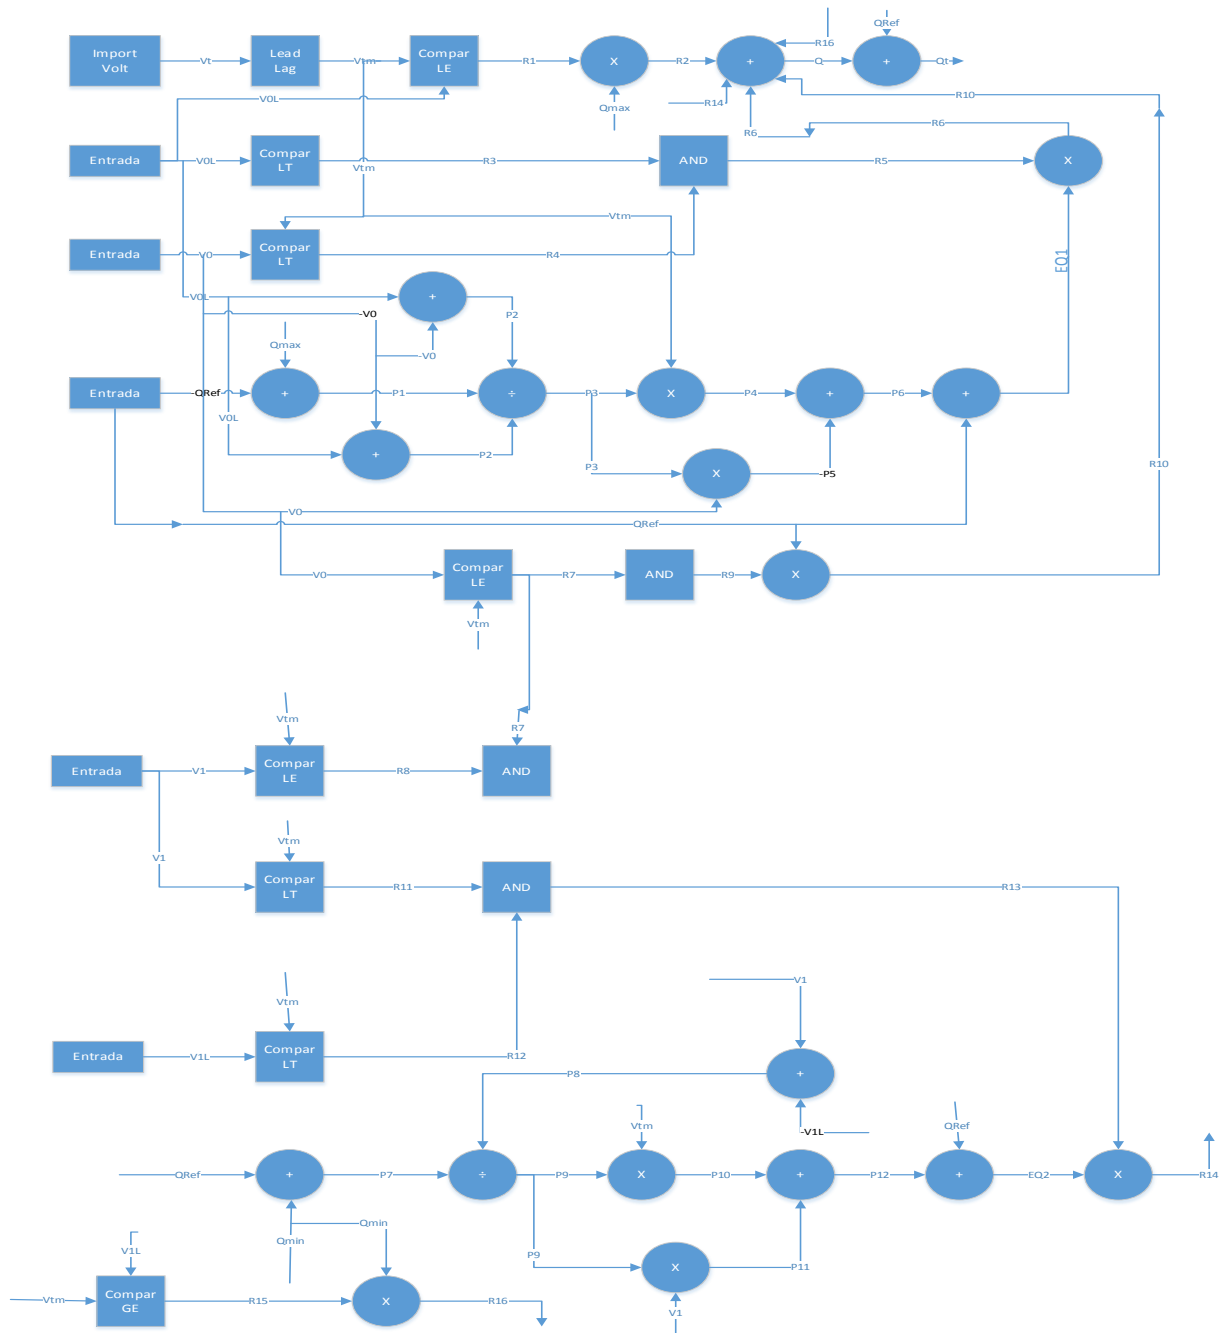 R16
QRef
Import
Volt
Vt
Lead
Lag
Vtm
Compar
LE
R1
X
R2
+
Q
+
Qt
V0L
Qmax
R14
R10
R6
R6
Entrada
V0L
Compar
LT
R3
Vtm
AND
R5
X
Vtm
Entrada
V0
Compar
LT
R4
EQ1
V0L
+
-V0
P2
Qmax
-V0
Entrada
-QRef
+
P1
÷
P3
X
P4
+
P6
+
V0L
+
P2
P3
X
-P5
R10
V0
QRef
V0
Compar
LE
R7
AND
R9
X
Vtm
Vtm
R7
Entrada
V1
Compar
LE
R8
AND
Vtm
V1
Compar
LT
R11
AND
R13
V1
Vtm
Entrada
V1L
Compar
LT
R12
P8
+
Vtm
-V1L
QRef
QRef
+
P7
÷
P9
X
P10
+
P12
+
EQ2
X
R14
Qmin
Qmin
V1L
P9
X
P11
Vtm
Compar
GE
R15
X
R16
V1